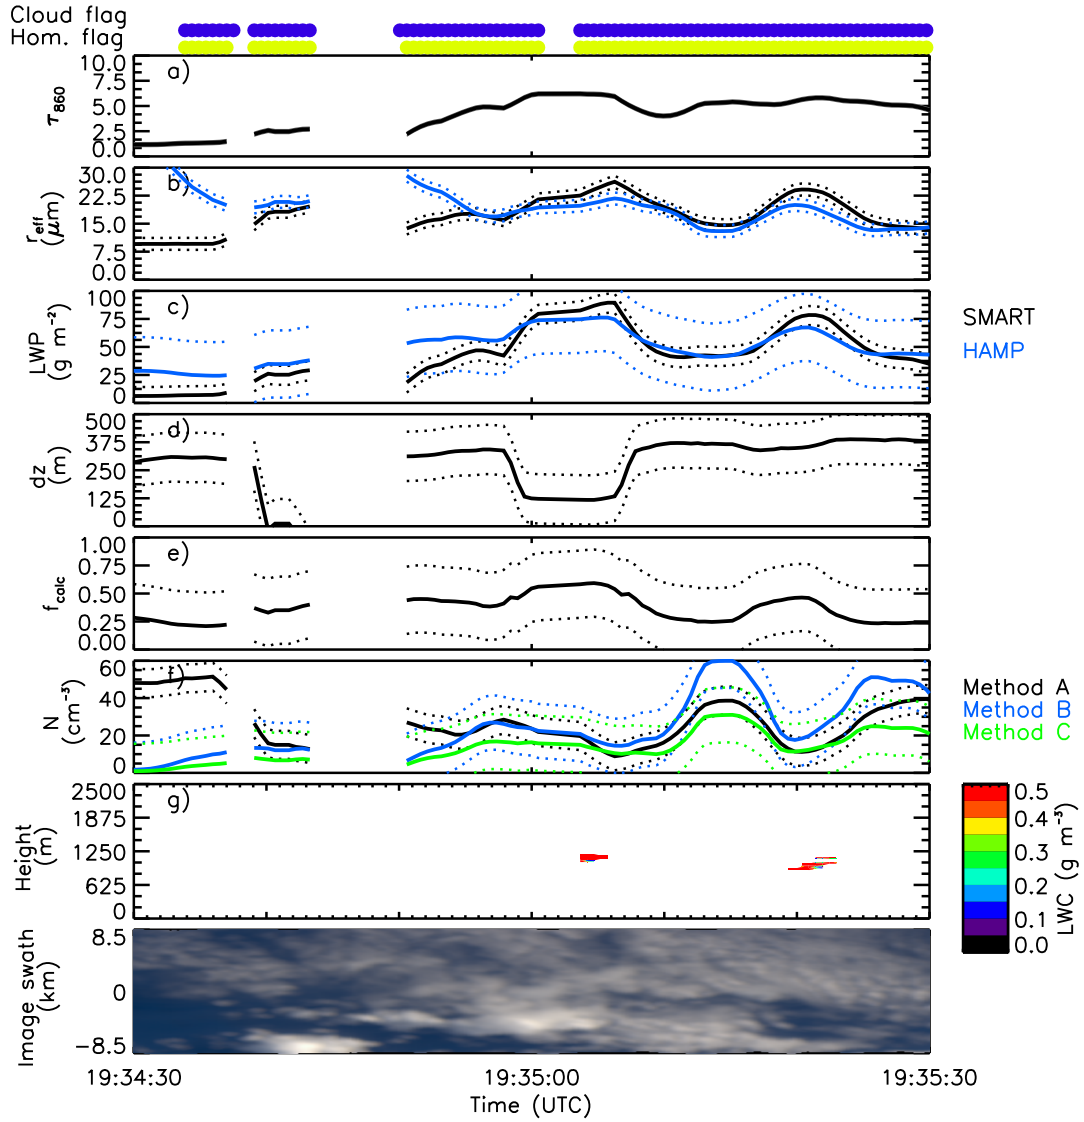 Cloud flag
Hom. flag
10.0
7.5
5.0
2.5
0.0
τ860
a)
30.0
22.5
15.0
7.5
0.0
reff
(μm)
b)
100
75
50
25
0
LWP
(g m⁻²)
c)
SMART
HAMP
500
375
250
125
0
dz
(m)
d)
1.00
0.75
0.50
0.25
0.00
fcalc
e)
60
40
20
0
N
(cm⁻³)
f)
Method A
Method B
Method C
2500
1875
1250
625
0
Height
(m)
g)
0.5
0.4
0.3
0.2
0.1
0.0
LWC (g m⁻³)
8.5
0
−8.5
Image swath
(km)
19:34:30
19:35:00
19:35:30
Time (UTC)